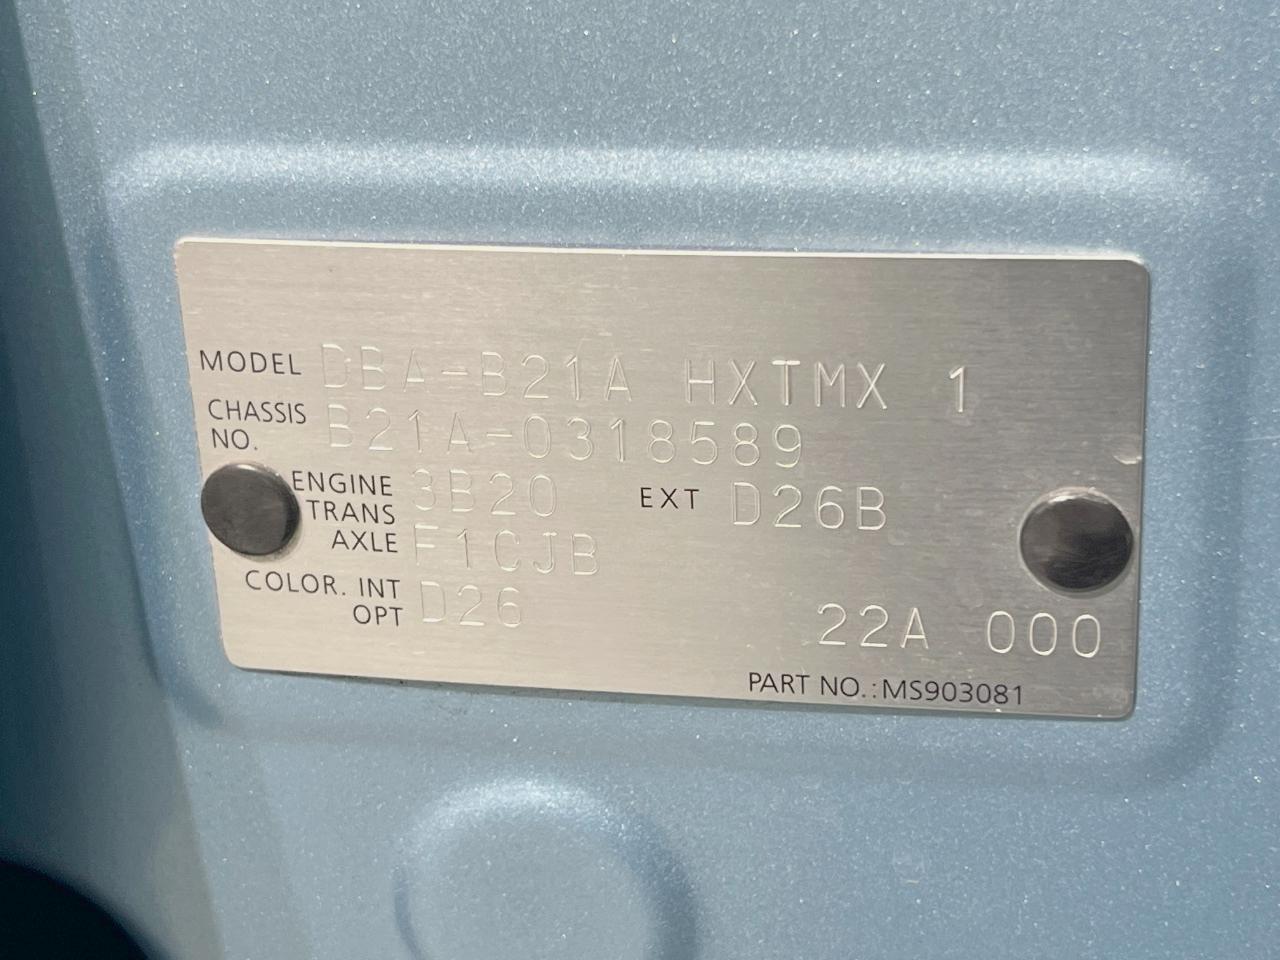 MODEL DBA-B21A HXTMX 1
CHASSIS NO. B21A-0318589
ENGINE 3B20 EXT D26B
TRANS AXLE F1CJB
COLOR. INT OPT D26 22A 000
PART NO.:MS903081